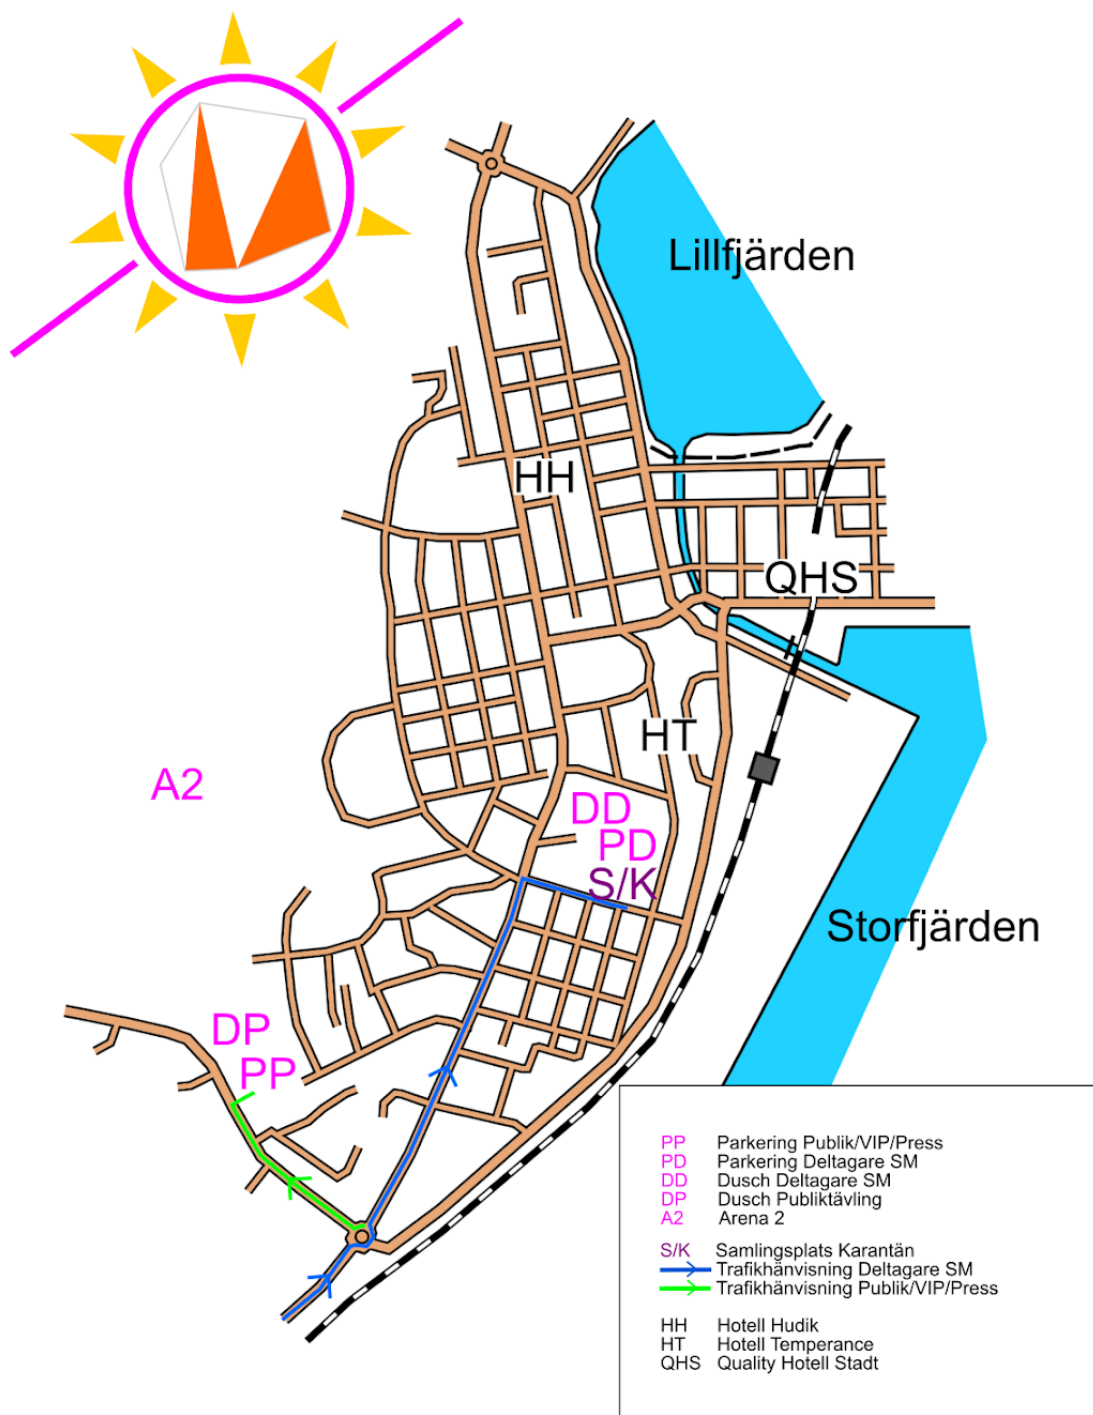 Lillfjärden
HH
QHS
HT
A2
DD
PD
S/K
Storfjärden
DP
PP
PP Parkering Publik/VIP/Press
PD Parkering Deltagare SM
DD Dusch Deltagare SM
DP Dusch Publiktävling
A2 Arena 2
S/K Samlingsplats Karantän
Trafikhänvisning Deltagare SM
Trafikhänvisning Publik/VIP/Press
HH Hotell Hudik
HT Hotell Temperance
QHS Quality Hotell Stadt